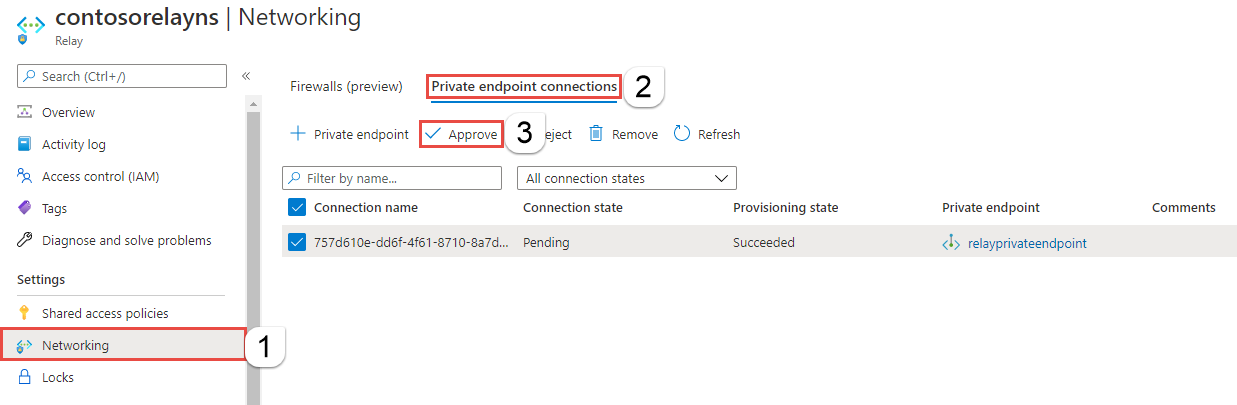 contosorelayns | Networking
Relay
Search (Ctrl+/)
Overview
Activity log
Access control (IAM)
Tags
Diagnose and solve problems
Settings
Shared access policies
Networking 1
Locks
Firewalls (preview) Private endpoint connections 2
Private endpoint Approve 3 eject Remove Refresh
Filter by name... All connection states
Connection name Connection state Provisioning state Private endpoint Comments
757d610e-dd6f-4f61-8710-8a7d... Pending Succeeded relayprivateendpoint